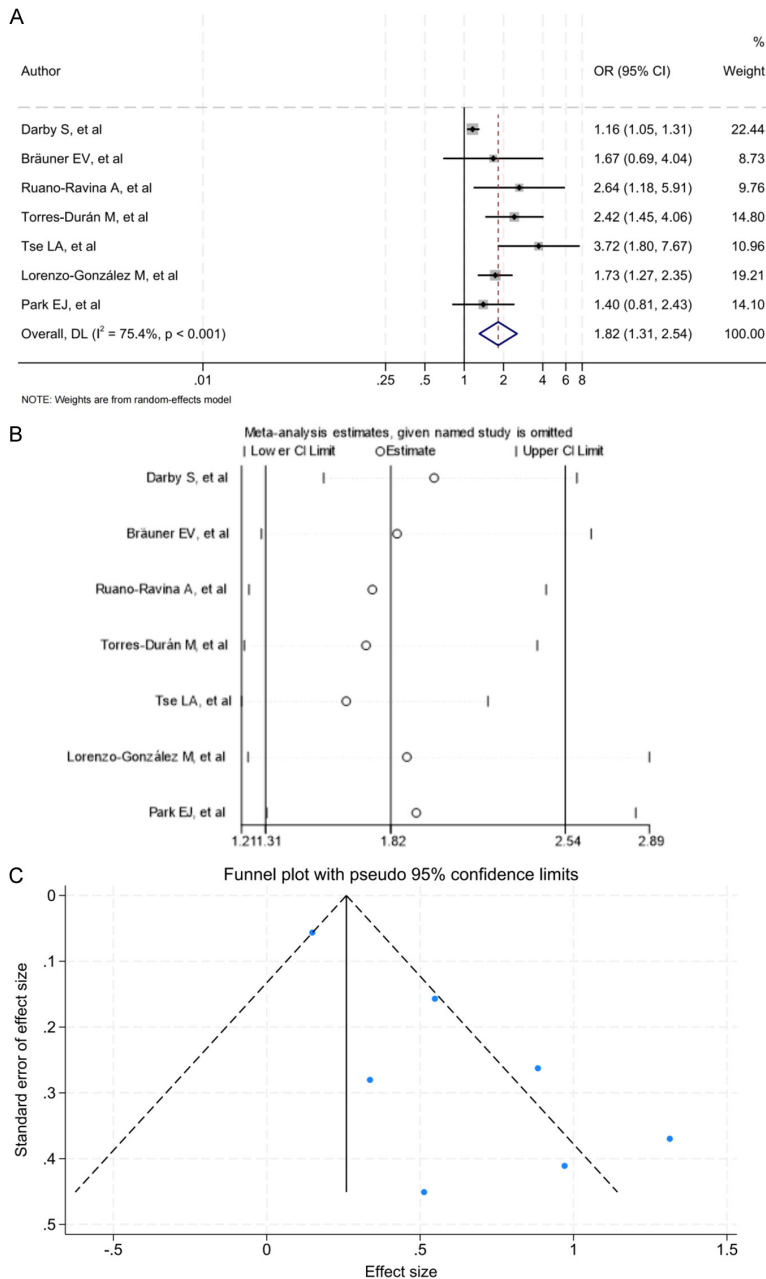 A
%
Author OR (95% CI) Weight
Darby S, et al 1.16 (1.05, 1.31) 22.44
Bräuner EV, et al 1.67 (0.69, 4.04) 8.73
Ruano-Ravina A, et al 2.64 (1.18, 5.91) 9.76
Torres-Durán M, et al 2.42 (1.45, 4.06) 14.80
Tse LA, et al 3.72 (1.80, 7.67) 10.96
Lorenzo-González M, et al 1.73 (1.27, 2.35) 19.21
Park EJ, et al 1.40 (0.81, 2.43) 14.10
Overall, DL (I² = 75.4%, p < 0.001) 1.82 (1.31, 2.54) 100.00
.01 .25 .5 1 2 4 6 8
NOTE: Weights are from random-effects model
B
Meta-analysis estimates, given named study is omitted
Lower CI Limit Estimate Upper CI Limit
Darby S, et al
Bräuner EV, et al
Ruano-Ravina A, et al
Torres-Durán M, et al
Tse LA, et al
Lorenzo-González M, et al
Park EJ, et al
1.21 1.31 1.82 2.54 2.89
C
Funnel plot with pseudo 95% confidence limits
0
.1
.2
.3
.4
.5
Standard error of effect size
-.5 0 .5 1 1.5
Effect size